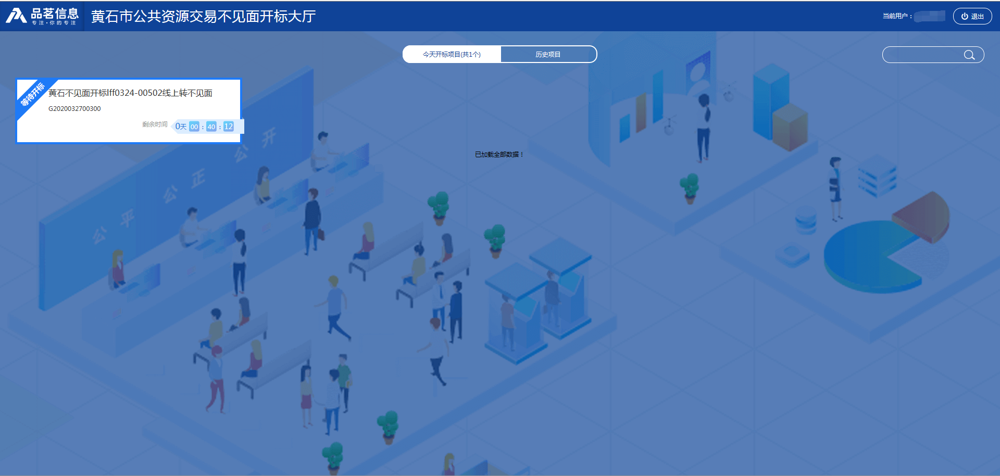 品茗信息
专注·你的专注
黄石市公共资源交易不见面开标大厅
当前用户：
退出
今天开标项目(共1个)
历史项目
等待开标
黄石不见面开标lff0324-00502线上转不见面
G2020032700300
剩余时间 0天 00 : 40 : 12
已加载全部数据！
公平 公正 公开